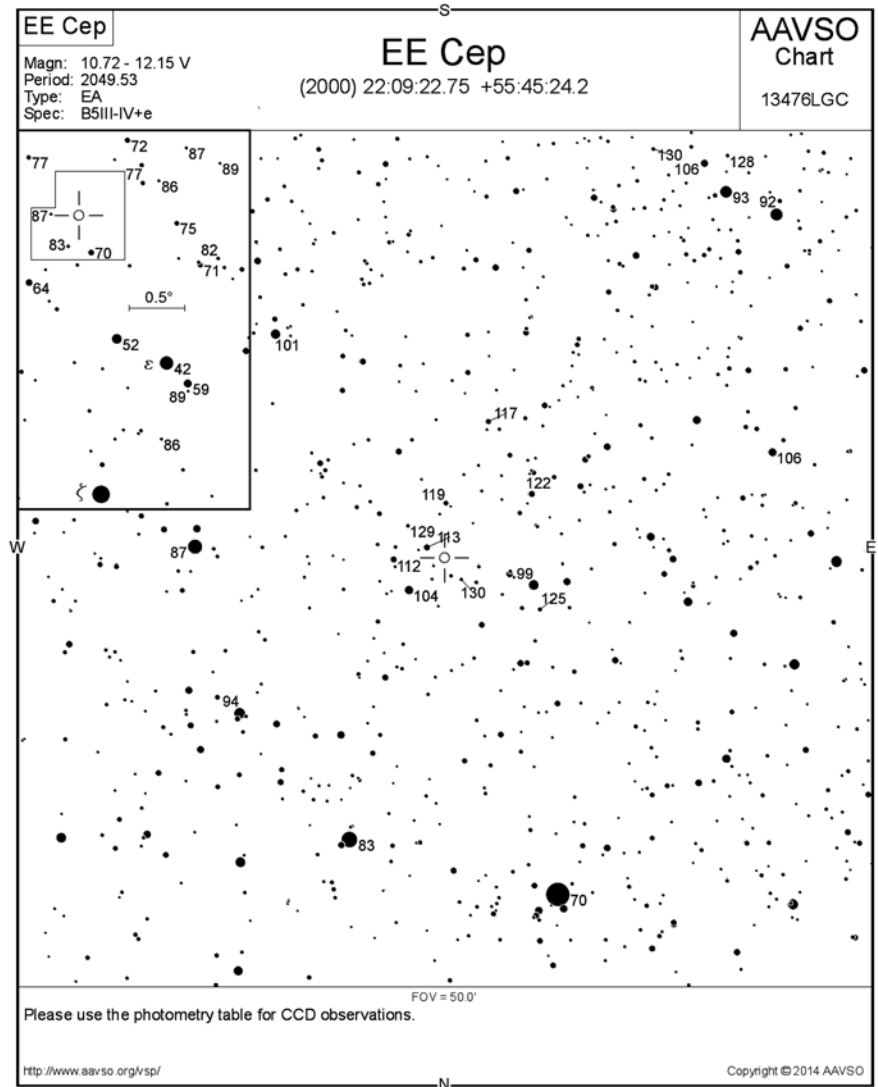 S
EE Cep
Magn: 10.72 - 12.15 V
Period: 2049.53
Type: EA
Spec: B5III-IV+e
EE Cep
(2000) 22:09:22.75 +55:45:24.2
AAVSO
Chart
13476LGC
72
87
77
77
89
86
87
75
83
70
82
71
64
0.5°
52
ε
42
59
89
86
ζ
130
106
128
93
92
101
117
106
122
119
129
113
W
E
87
112
99
104
130
125
94
83
70
FOV = 50.0'
Please use the photometry table for CCD observations.
http://www.aavso.org/vsp/
Copyright © 2014 AAVSO
N